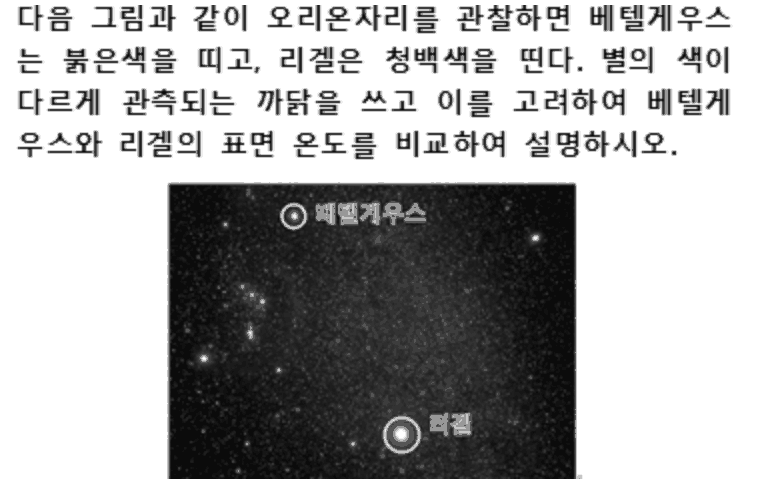 다음 그림과 같이 오리온자리를 관찰하면 베텔게우스
는 붉은색을 띠고, 리겔은 청백색을 띤다. 별의 색이
다르게 관측되는 까닭을 쓰고 이를 고려하여 베텔게
우스와 리겔의 표면 온도를 비교하여 설명하시오.
베텔게우스
리겔